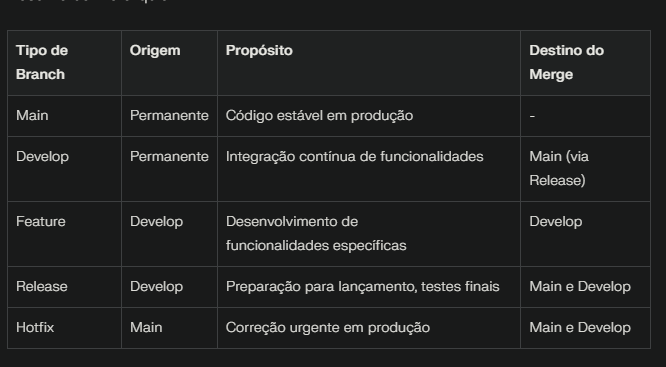 Tipo de Branch Origem Propósito Destino do Merge
Main Permanente Código estável em produção -
Develop Permanente Integração contínua de funcionalidades Main (via Release)
Feature Develop Desenvolvimento de funcionalidades específicas Develop
Release Develop Preparação para lançamento, testes finais Main e Develop
Hotfix Main Correção urgente em produção Main e Develop